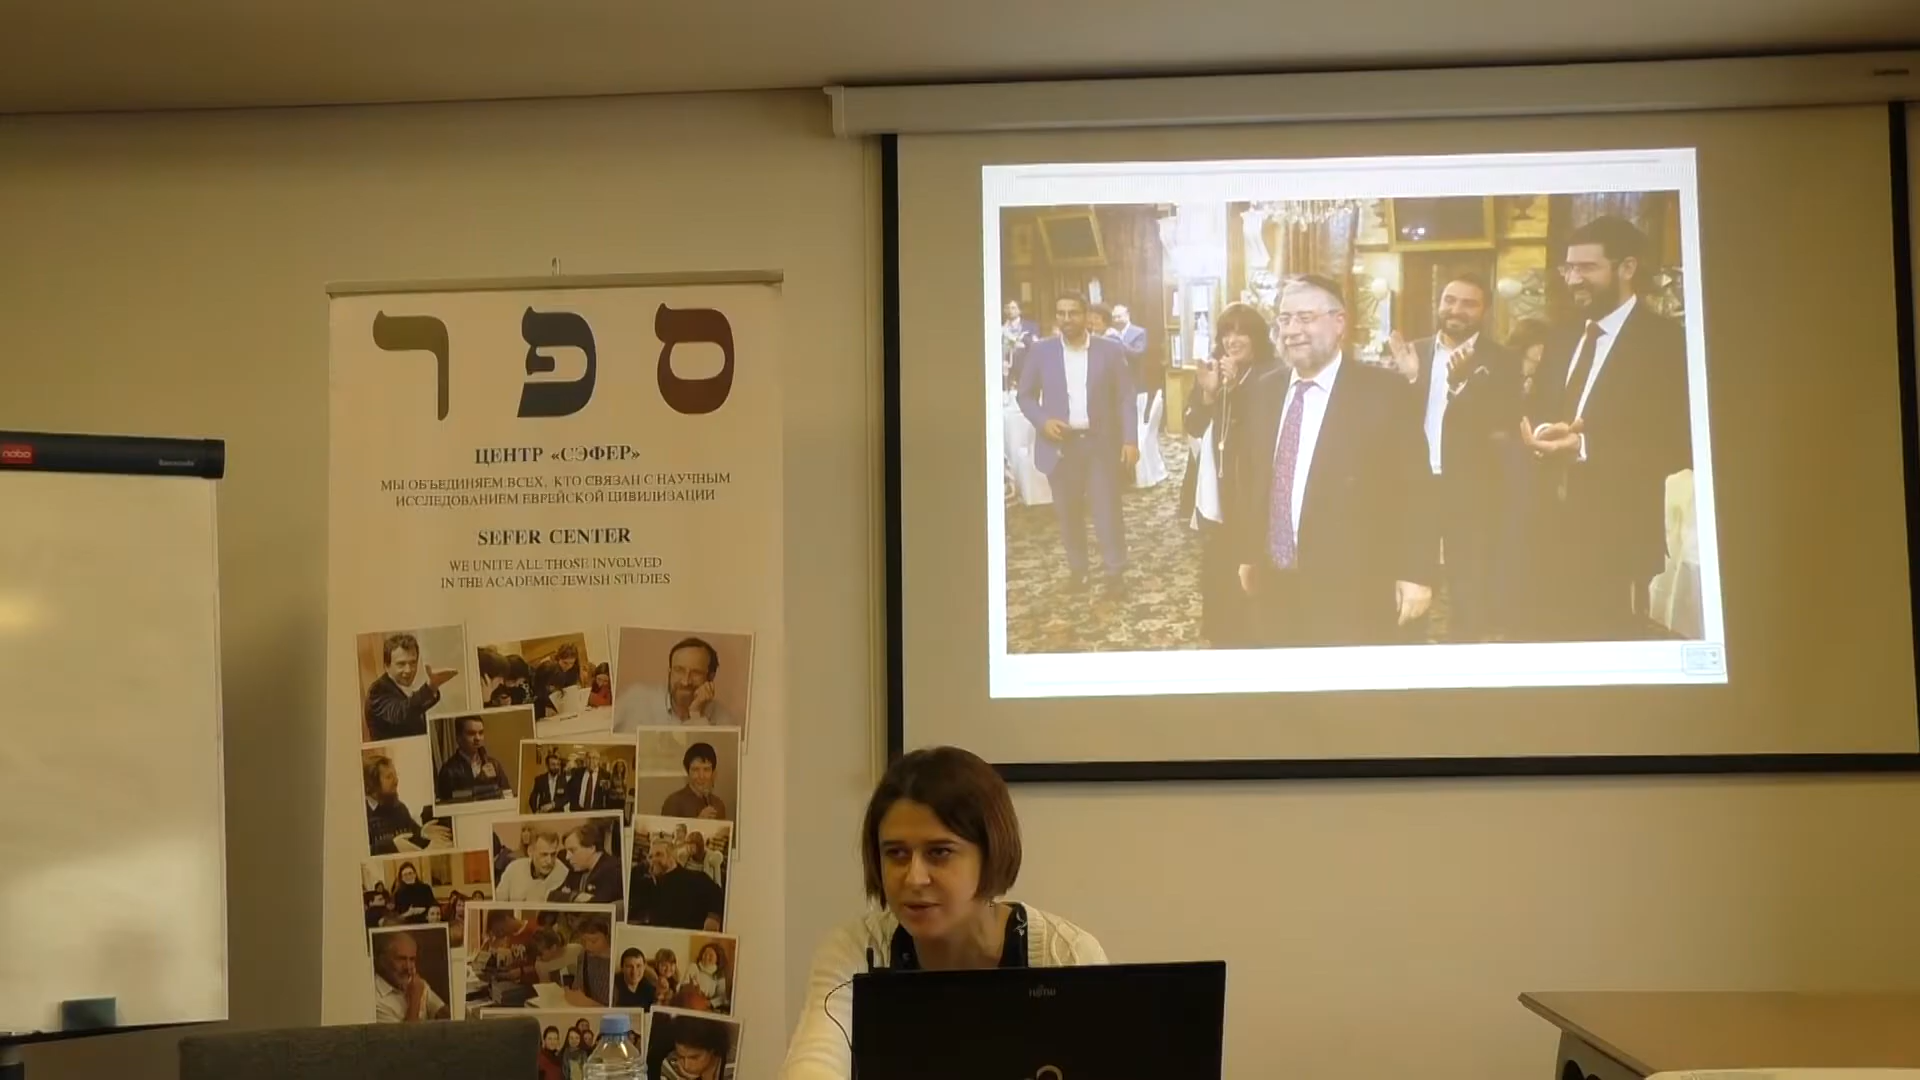 nobo
ספר
ЦЕНТР «СЭФЕР»
МЫ ОБЪЕДИНЯЕМ ВСЕХ, КТО СВЯЗАН С НАУЧНЫМ
ИССЛЕДОВАНИЕМ ЕВРЕЙСКОЙ ЦИВИЛИЗАЦИИ
SEFER CENTER
WE UNITE ALL THOSE INVOLVED
IN THE ACADEMIC JEWISH STUDIES
FUJITSU